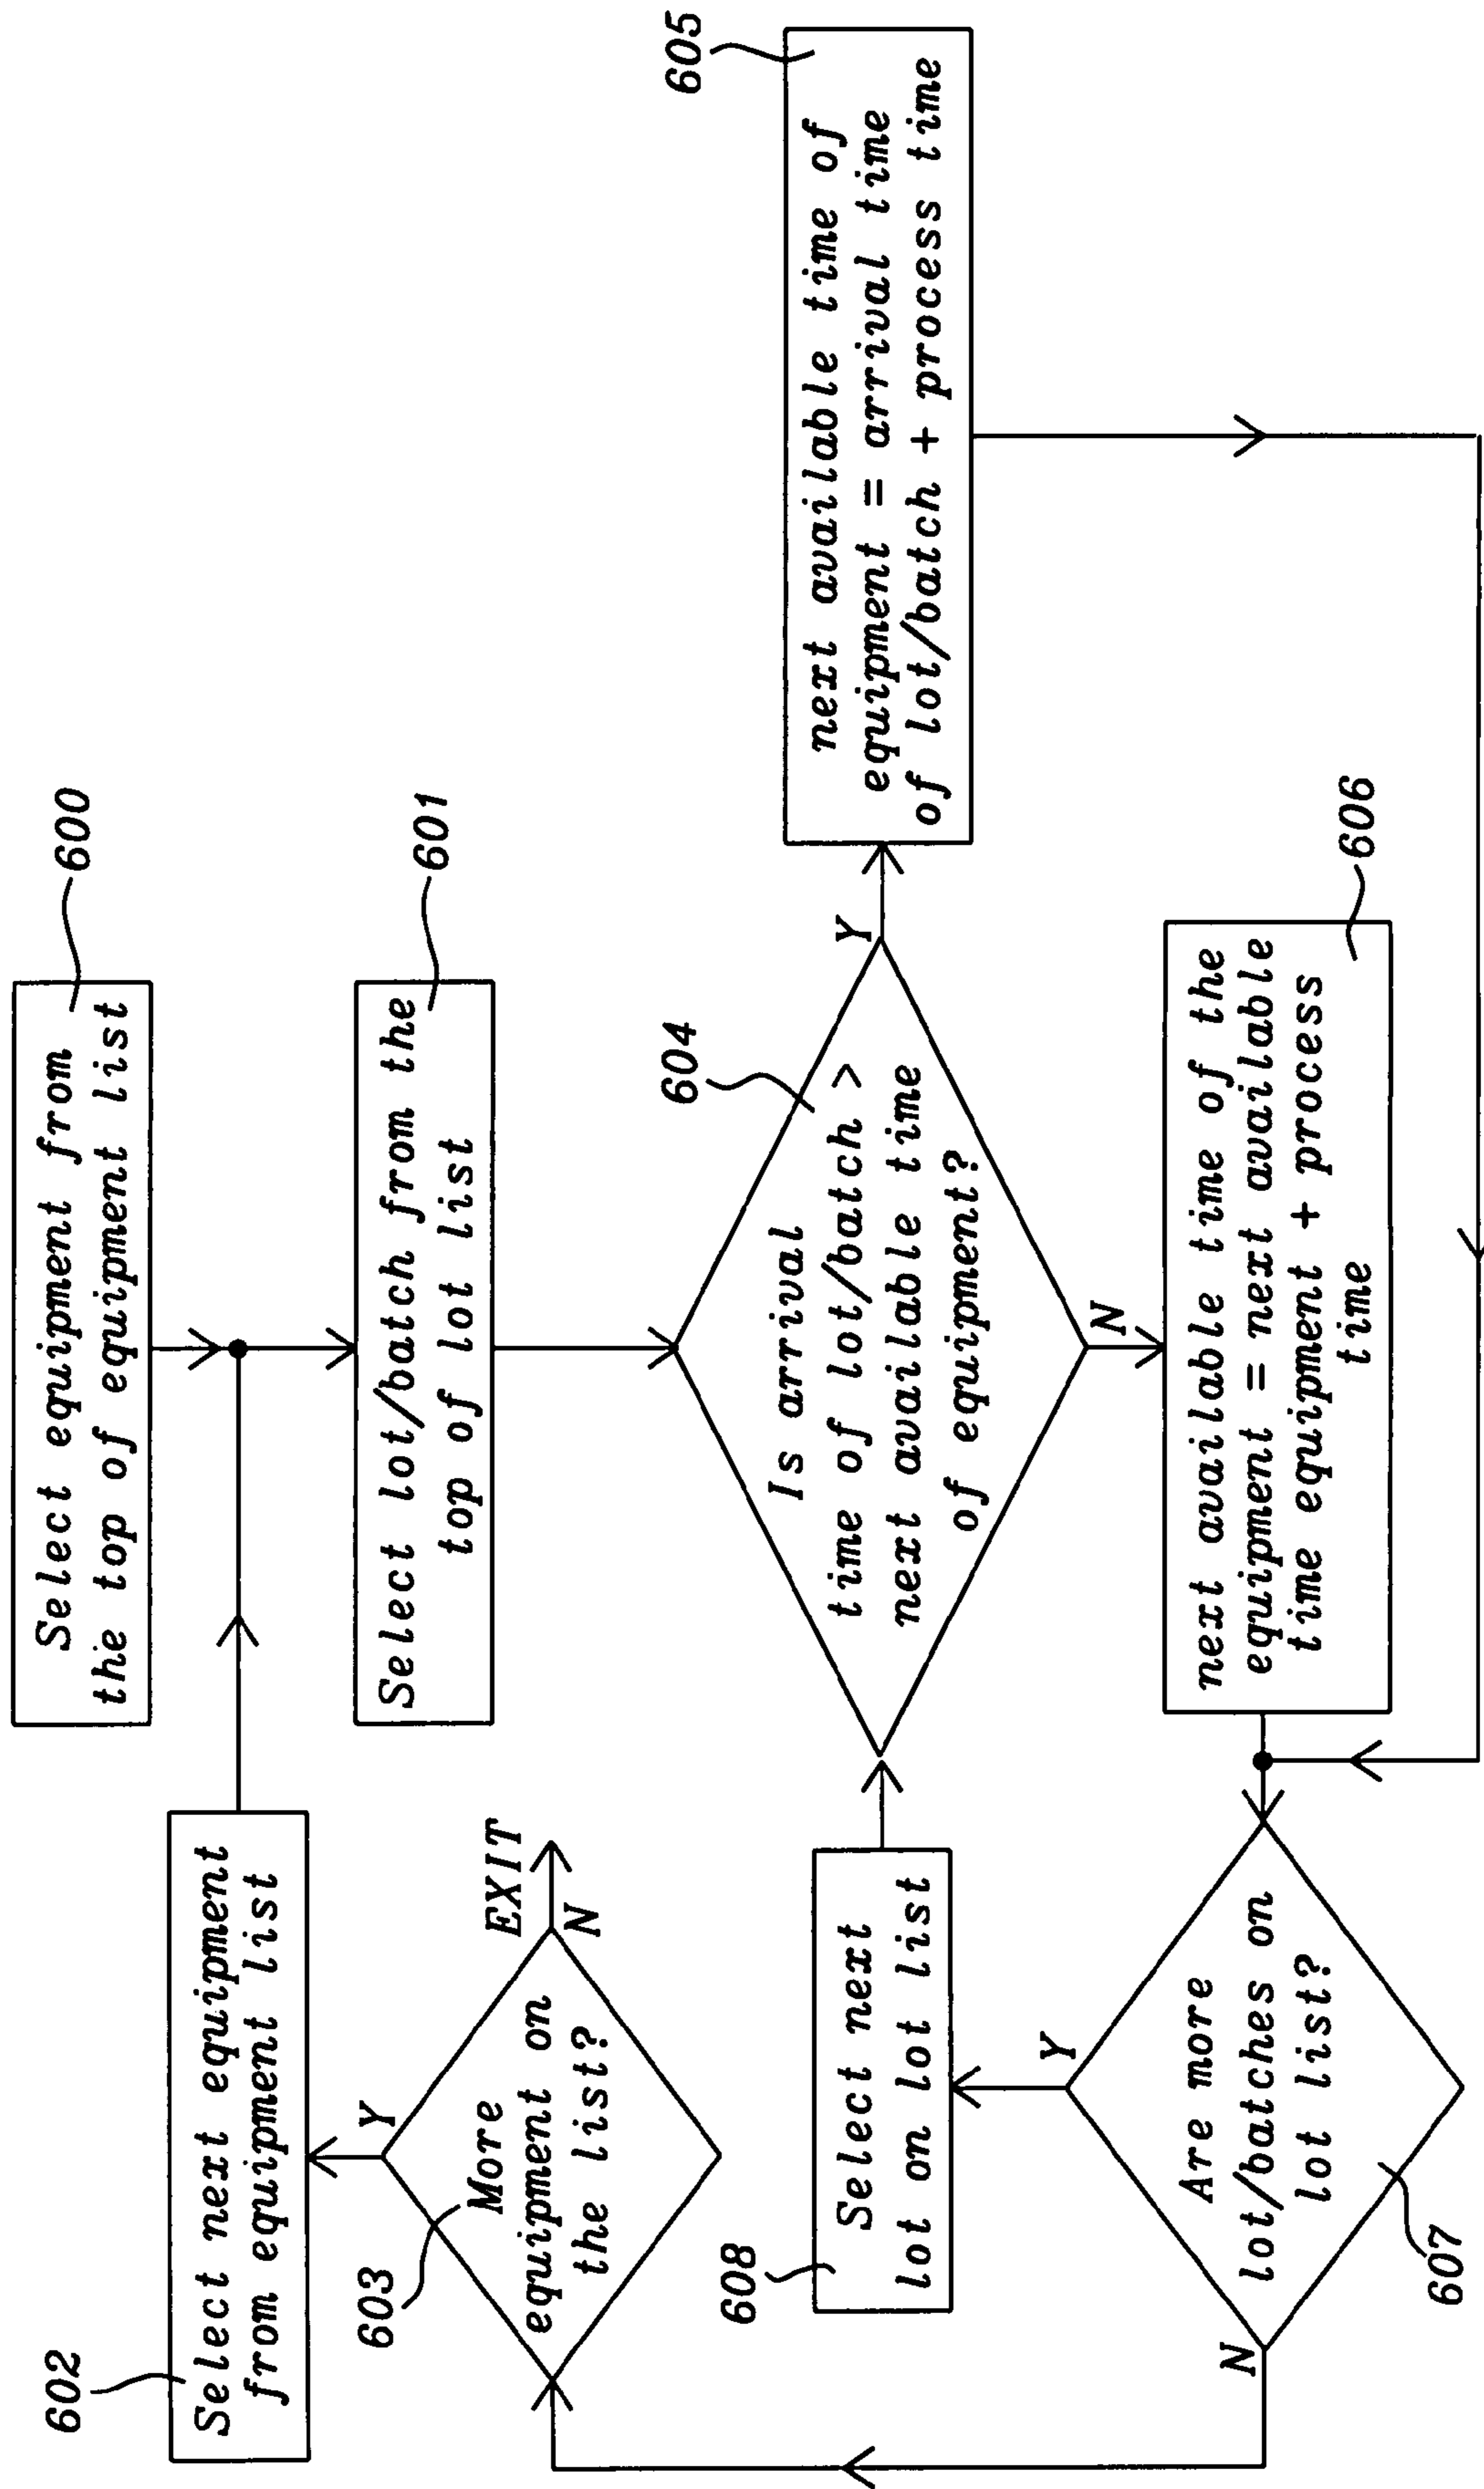 600
Select equipment from
the top of equipment list
602
Select next equipment
from equipment list
601
Select lot/batch from the
top of lot list
603
More
equipment on
the list?
Y
N
EXIT
604
Is arrival
time of lot/batch >
next available time
of equipment?
Y
N
605
next available time of
equipment = arrival time
of lot/batch + process time
608
Select next
lot on lot list
606
next available time of the
equipment = next available
time equipment + process
time
607
Are more
lot/batches on
lot list?
Y
N